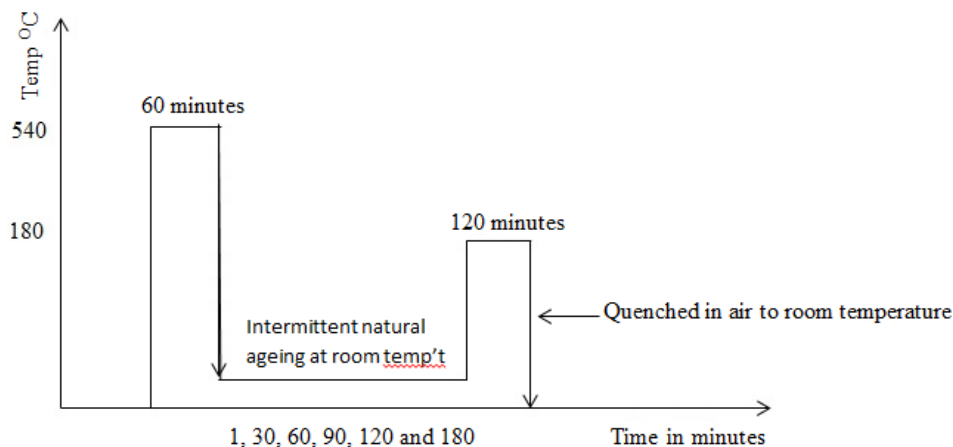 Temp °C
60 minutes
540
180
120 minutes
Quenched in air to room temperature
Intermittent natural
ageing at room temp't
1, 30, 60, 90, 120 and 180
Time in minutes